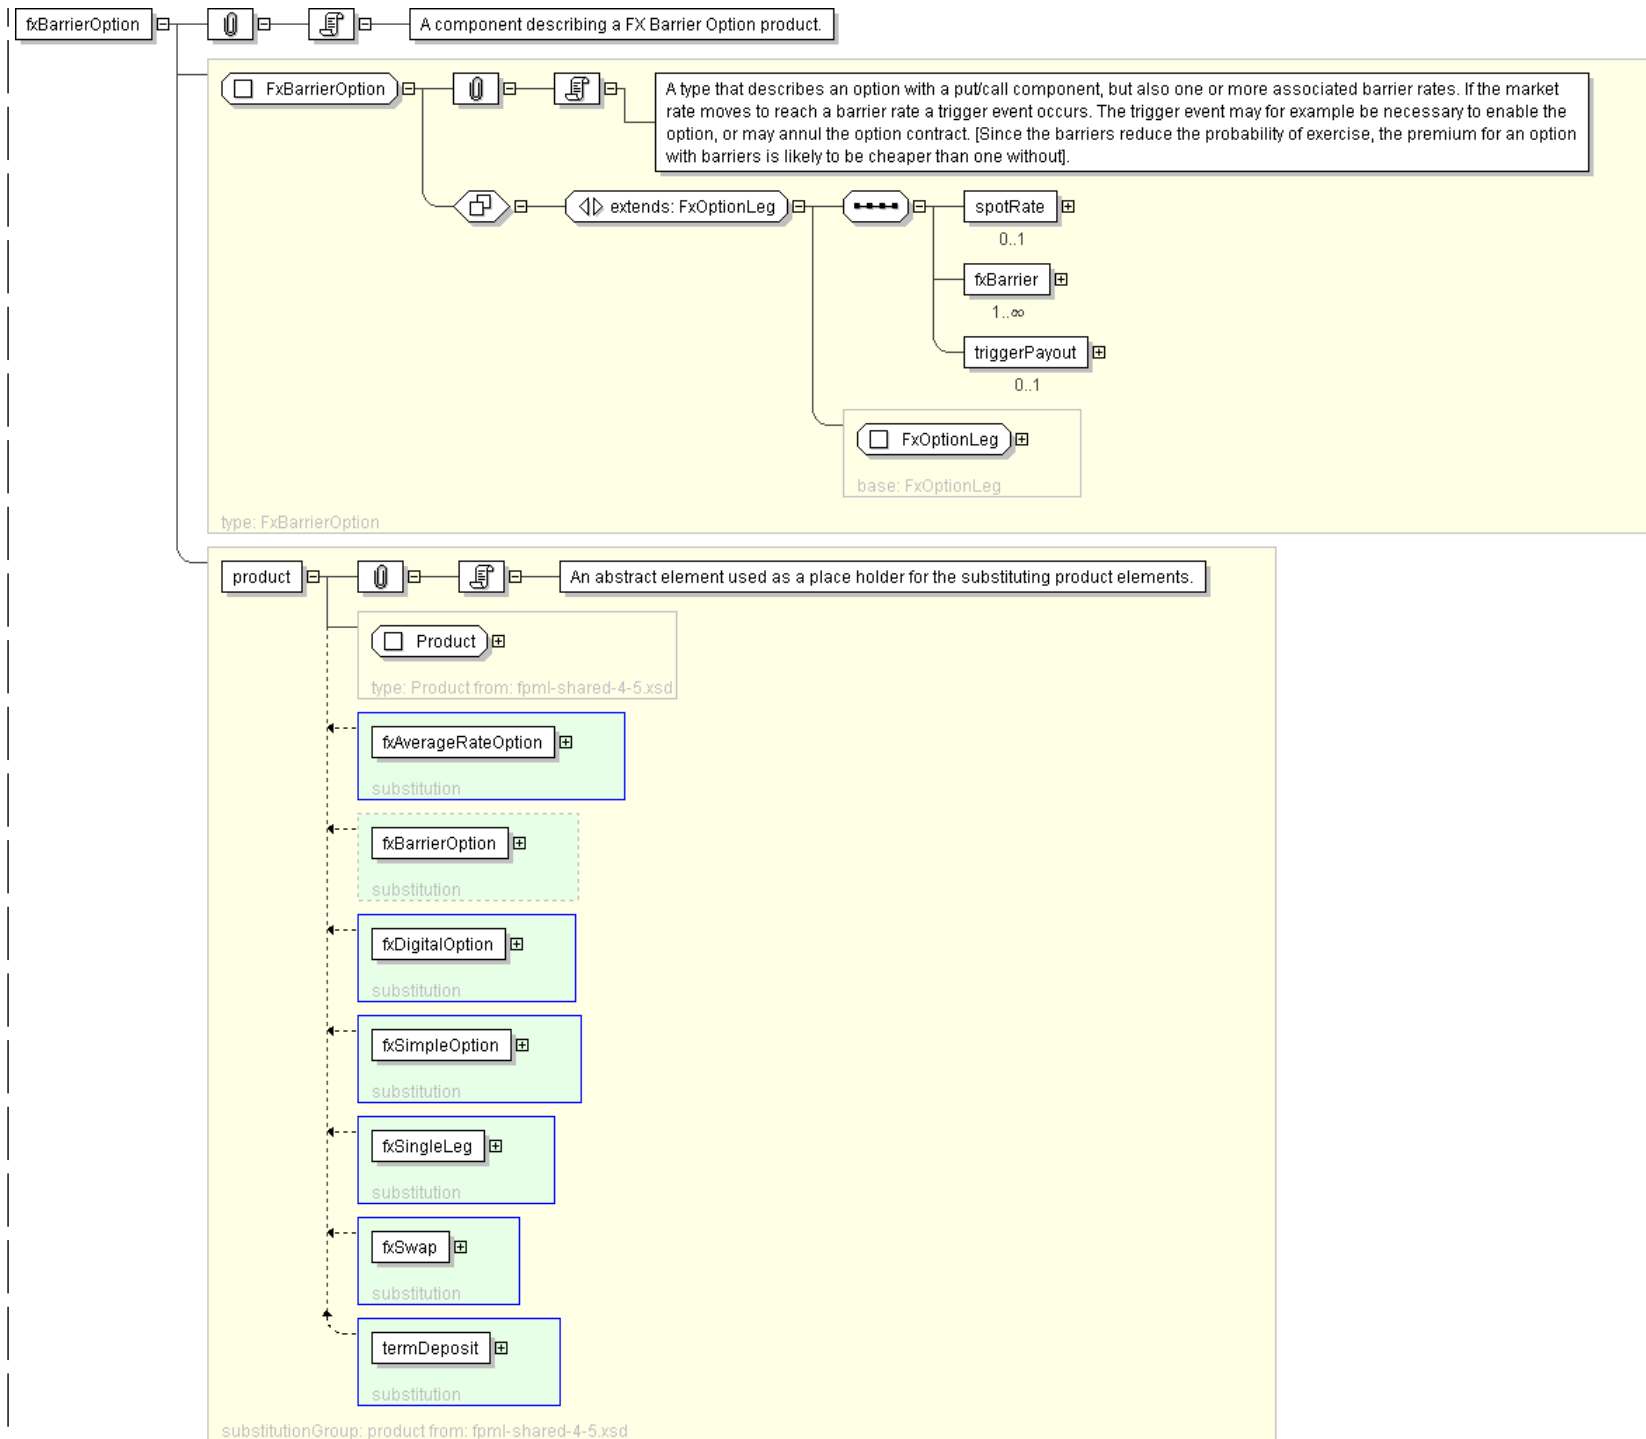 fxBarrierOption
A component describing a FX Barrier Option product.
FxBarrierOption
A type that describes an option with a put/call component, but also one or more associated barrier rates. If the market
rate moves to reach a barrier rate a trigger event occurs. The trigger event may for example be necessary to enable the
option, or may annul the option contract. [Since the barriers reduce the probability of exercise, the premium for an option
with barriers is likely to be cheaper than one without].
extends: FxOptionLeg
spotRate
0..1
fxBarrier
1..∞
triggerPayout
0..1
FxOptionLeg
base: FxOptionLeg
type: FxBarrierOption
product
An abstract element used as a place holder for the substituting product elements.
Product
type: Product from: fpml-shared-4-5.xsd
fxAverageRateOption
substitution
fxBarrierOption
substitution
fxDigitalOption
substitution
fxSimpleOption
substitution
fxSingleLeg
substitution
fxSwap
substitution
termDeposit
substitution
substitutionGroup: product from: fpml-shared-4-5.xsd